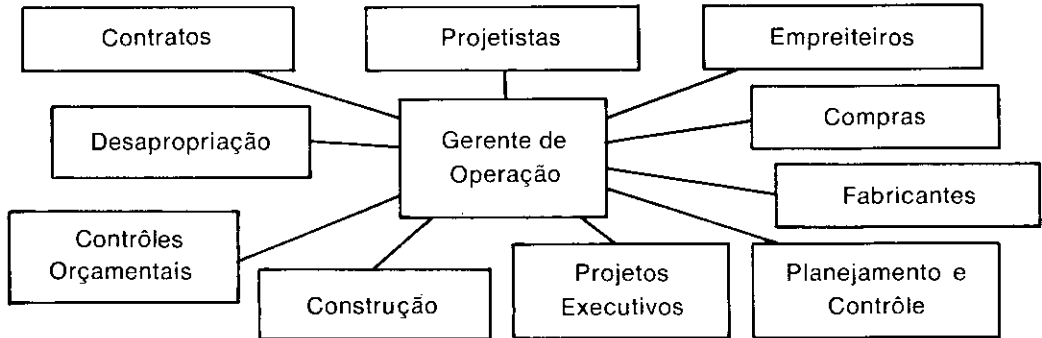 Contratos
Projetistas
Empreiteiros
Desapropriação
Gerente de
Operação
Compras
Fabricantes
Contrôles
Orçamentais
Construção
Projetos
Executivos
Planejamento e
Contrôle